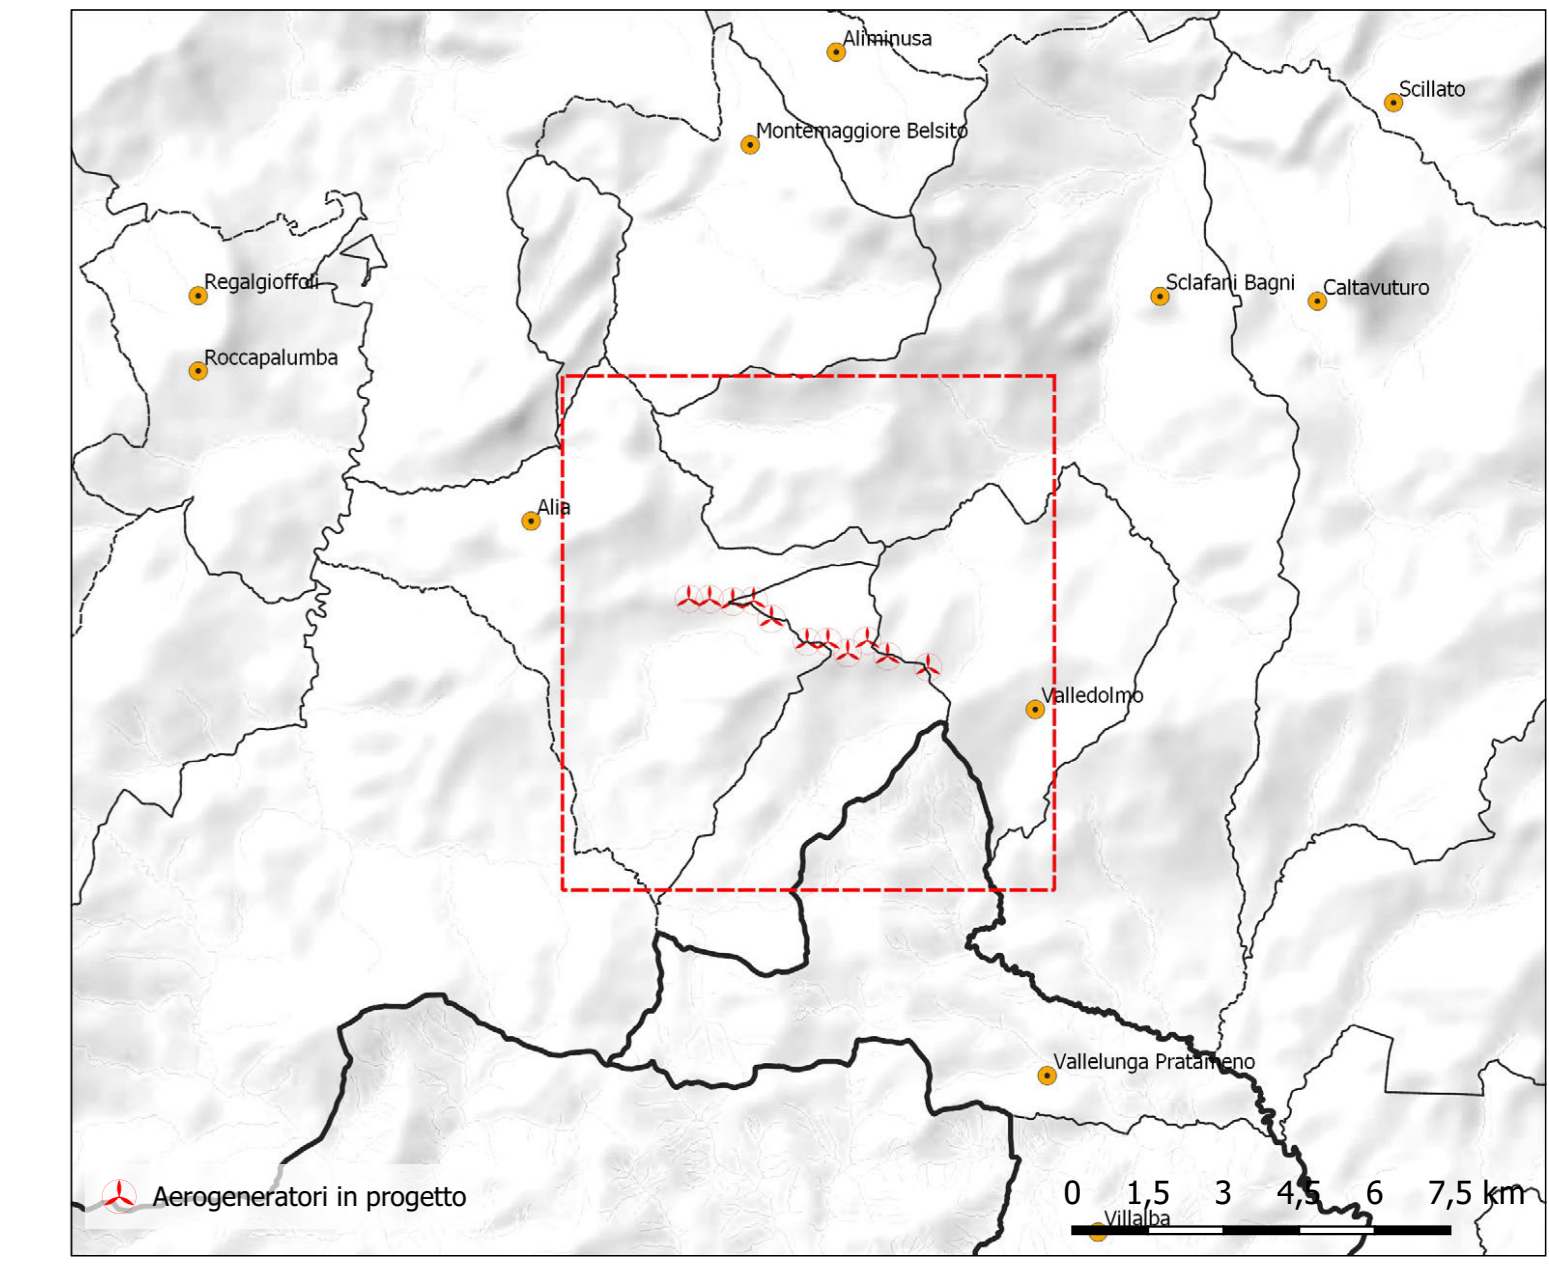 Aliminusa
Scillato
Montemaggiore Belsito
Regalgioffoli
Sclafani Bagni
Caltavuturo
Roccapalumba
Alia
Valledolmo
Vallelunga Pratameno
Aerogeneratori in progetto
0 1,5 3 4,5 6 7,5 km
Villalba